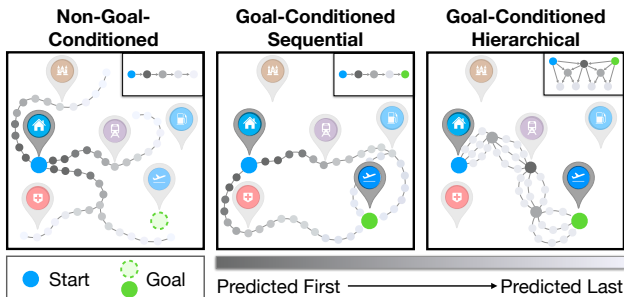 Non-Goal-
Conditioned
Goal-Conditioned
Sequential
Goal-Conditioned
Hierarchical
Start
Goal
Predicted First
Predicted Last